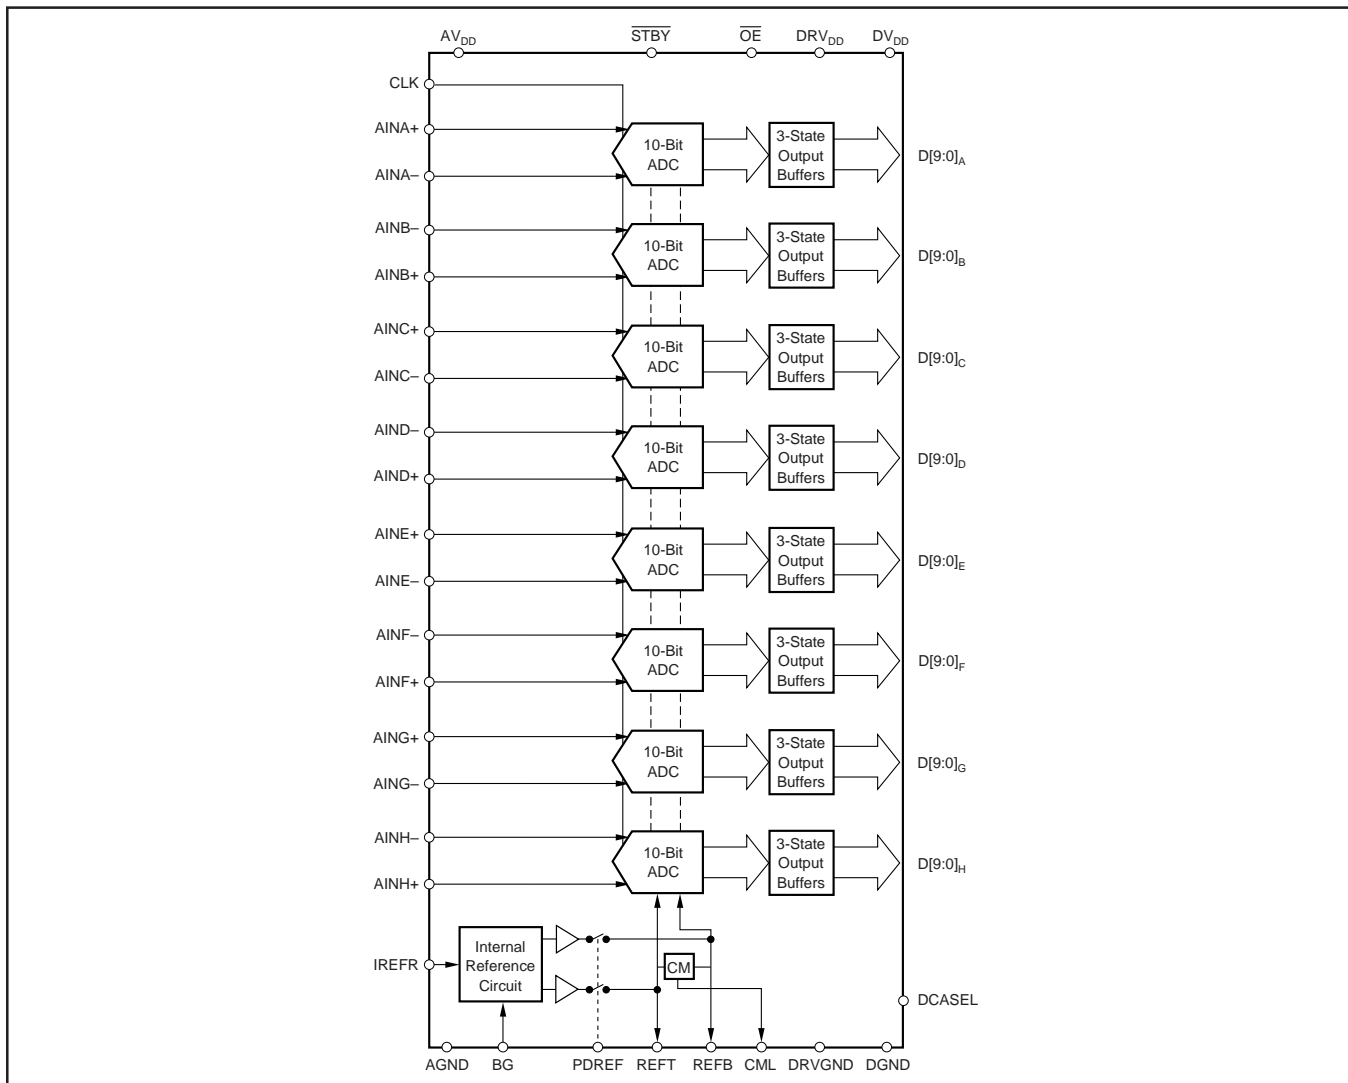 AVDD STBY OE DRVDD DVDD
CLK
AINA+
10-Bit
ADC
3-State
Output
Buffers
D[9:0]A
AINA–
AINB–
10-Bit
ADC
3-State
Output
Buffers
D[9:0]B
AINB+
AINC+
10-Bit
ADC
3-State
Output
Buffers
D[9:0]C
AINC–
AIND–
10-Bit
ADC
3-State
Output
Buffers
D[9:0]D
AIND+
AINE+
10-Bit
ADC
3-State
Output
Buffers
D[9:0]E
AINE–
AINF–
10-Bit
ADC
3-State
Output
Buffers
D[9:0]F
AINF+
AING+
10-Bit
ADC
3-State
Output
Buffers
D[9:0]G
AING–
AINH–
10-Bit
ADC
3-State
Output
Buffers
D[9:0]H
AINH+
IREFR
Internal
Reference
Circuit
CM
DCASEL
AGND BG PDREF REFT REFB CML DRVGND DGND